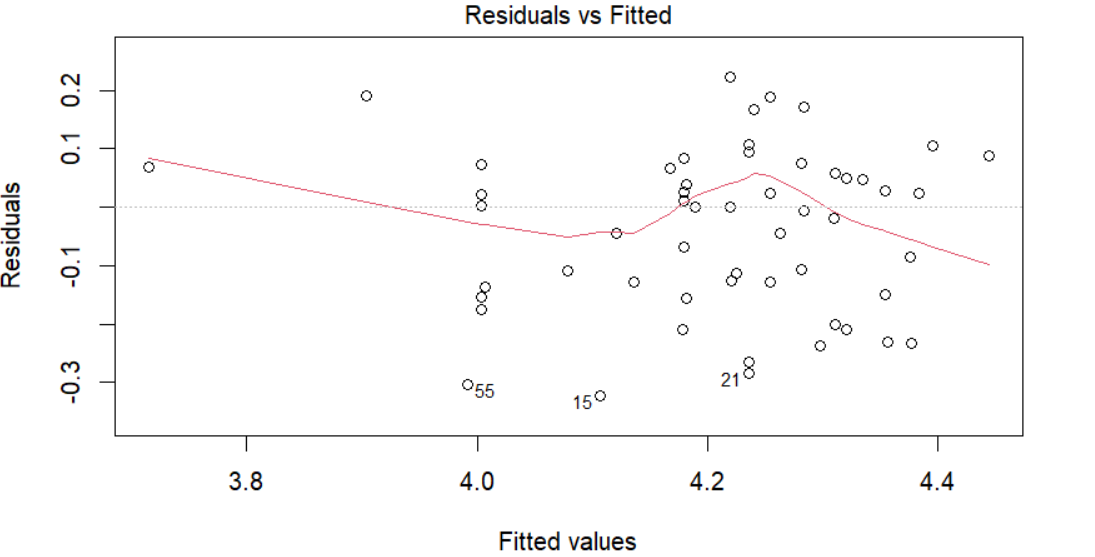 Residuals vs Fitted
0.2
0.1
-0.1
-0.3
Residuals
55
15
21
3.8 4.0 4.2 4.4
Fitted values